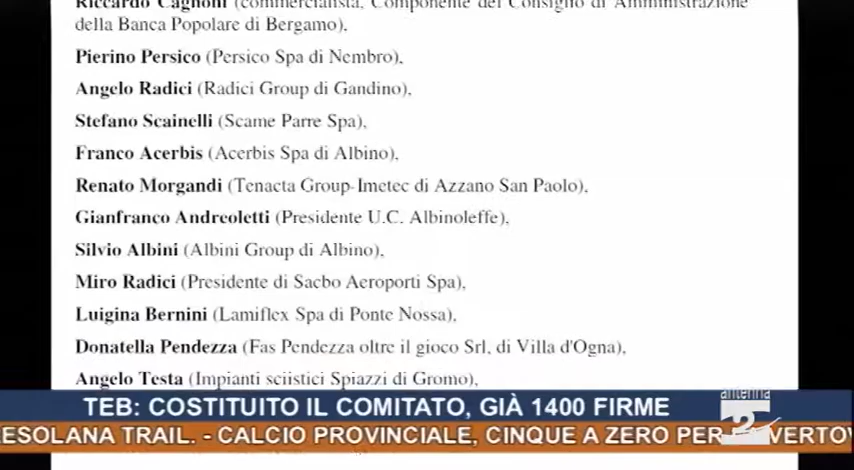 Riccardo Cagnoni (commercialista, Componente del Consiglio di Amministrazione
della Banca Popolare di Bergamo),
Pierino Persico (Persico Spa di Nembro),
Angelo Radici (Radici Group di Gandino),
Stefano Scainelli (Scame Parre Spa),
Franco Acerbis (Acerbis Spa di Albino),
Renato Morgandi (Tenacta Group-Imetec di Azzano San Paolo),
Gianfranco Andreoletti (Presidente U.C. Albinoleffe),
Silvio Albini (Albini Group di Albino),
Miro Radici (Presidente di Sacbo Aeroporti Spa),
Luigina Bernini (Lamiflex Spa di Ponte Nossa),
Donatella Pendezza (Fas Pendezza oltre il gioco Srl, di Villa d'Ogna),
Angelo Testa (Impianti sciistici Spiazzi di Gromo),
TEB: COSTITUITO IL COMITATO, GIÀ 1400 FIRME
antenna
2
ESOLANA TRAIL. - CALCIO PROVINCIALE, CINQUE A ZERO PER VERTOV